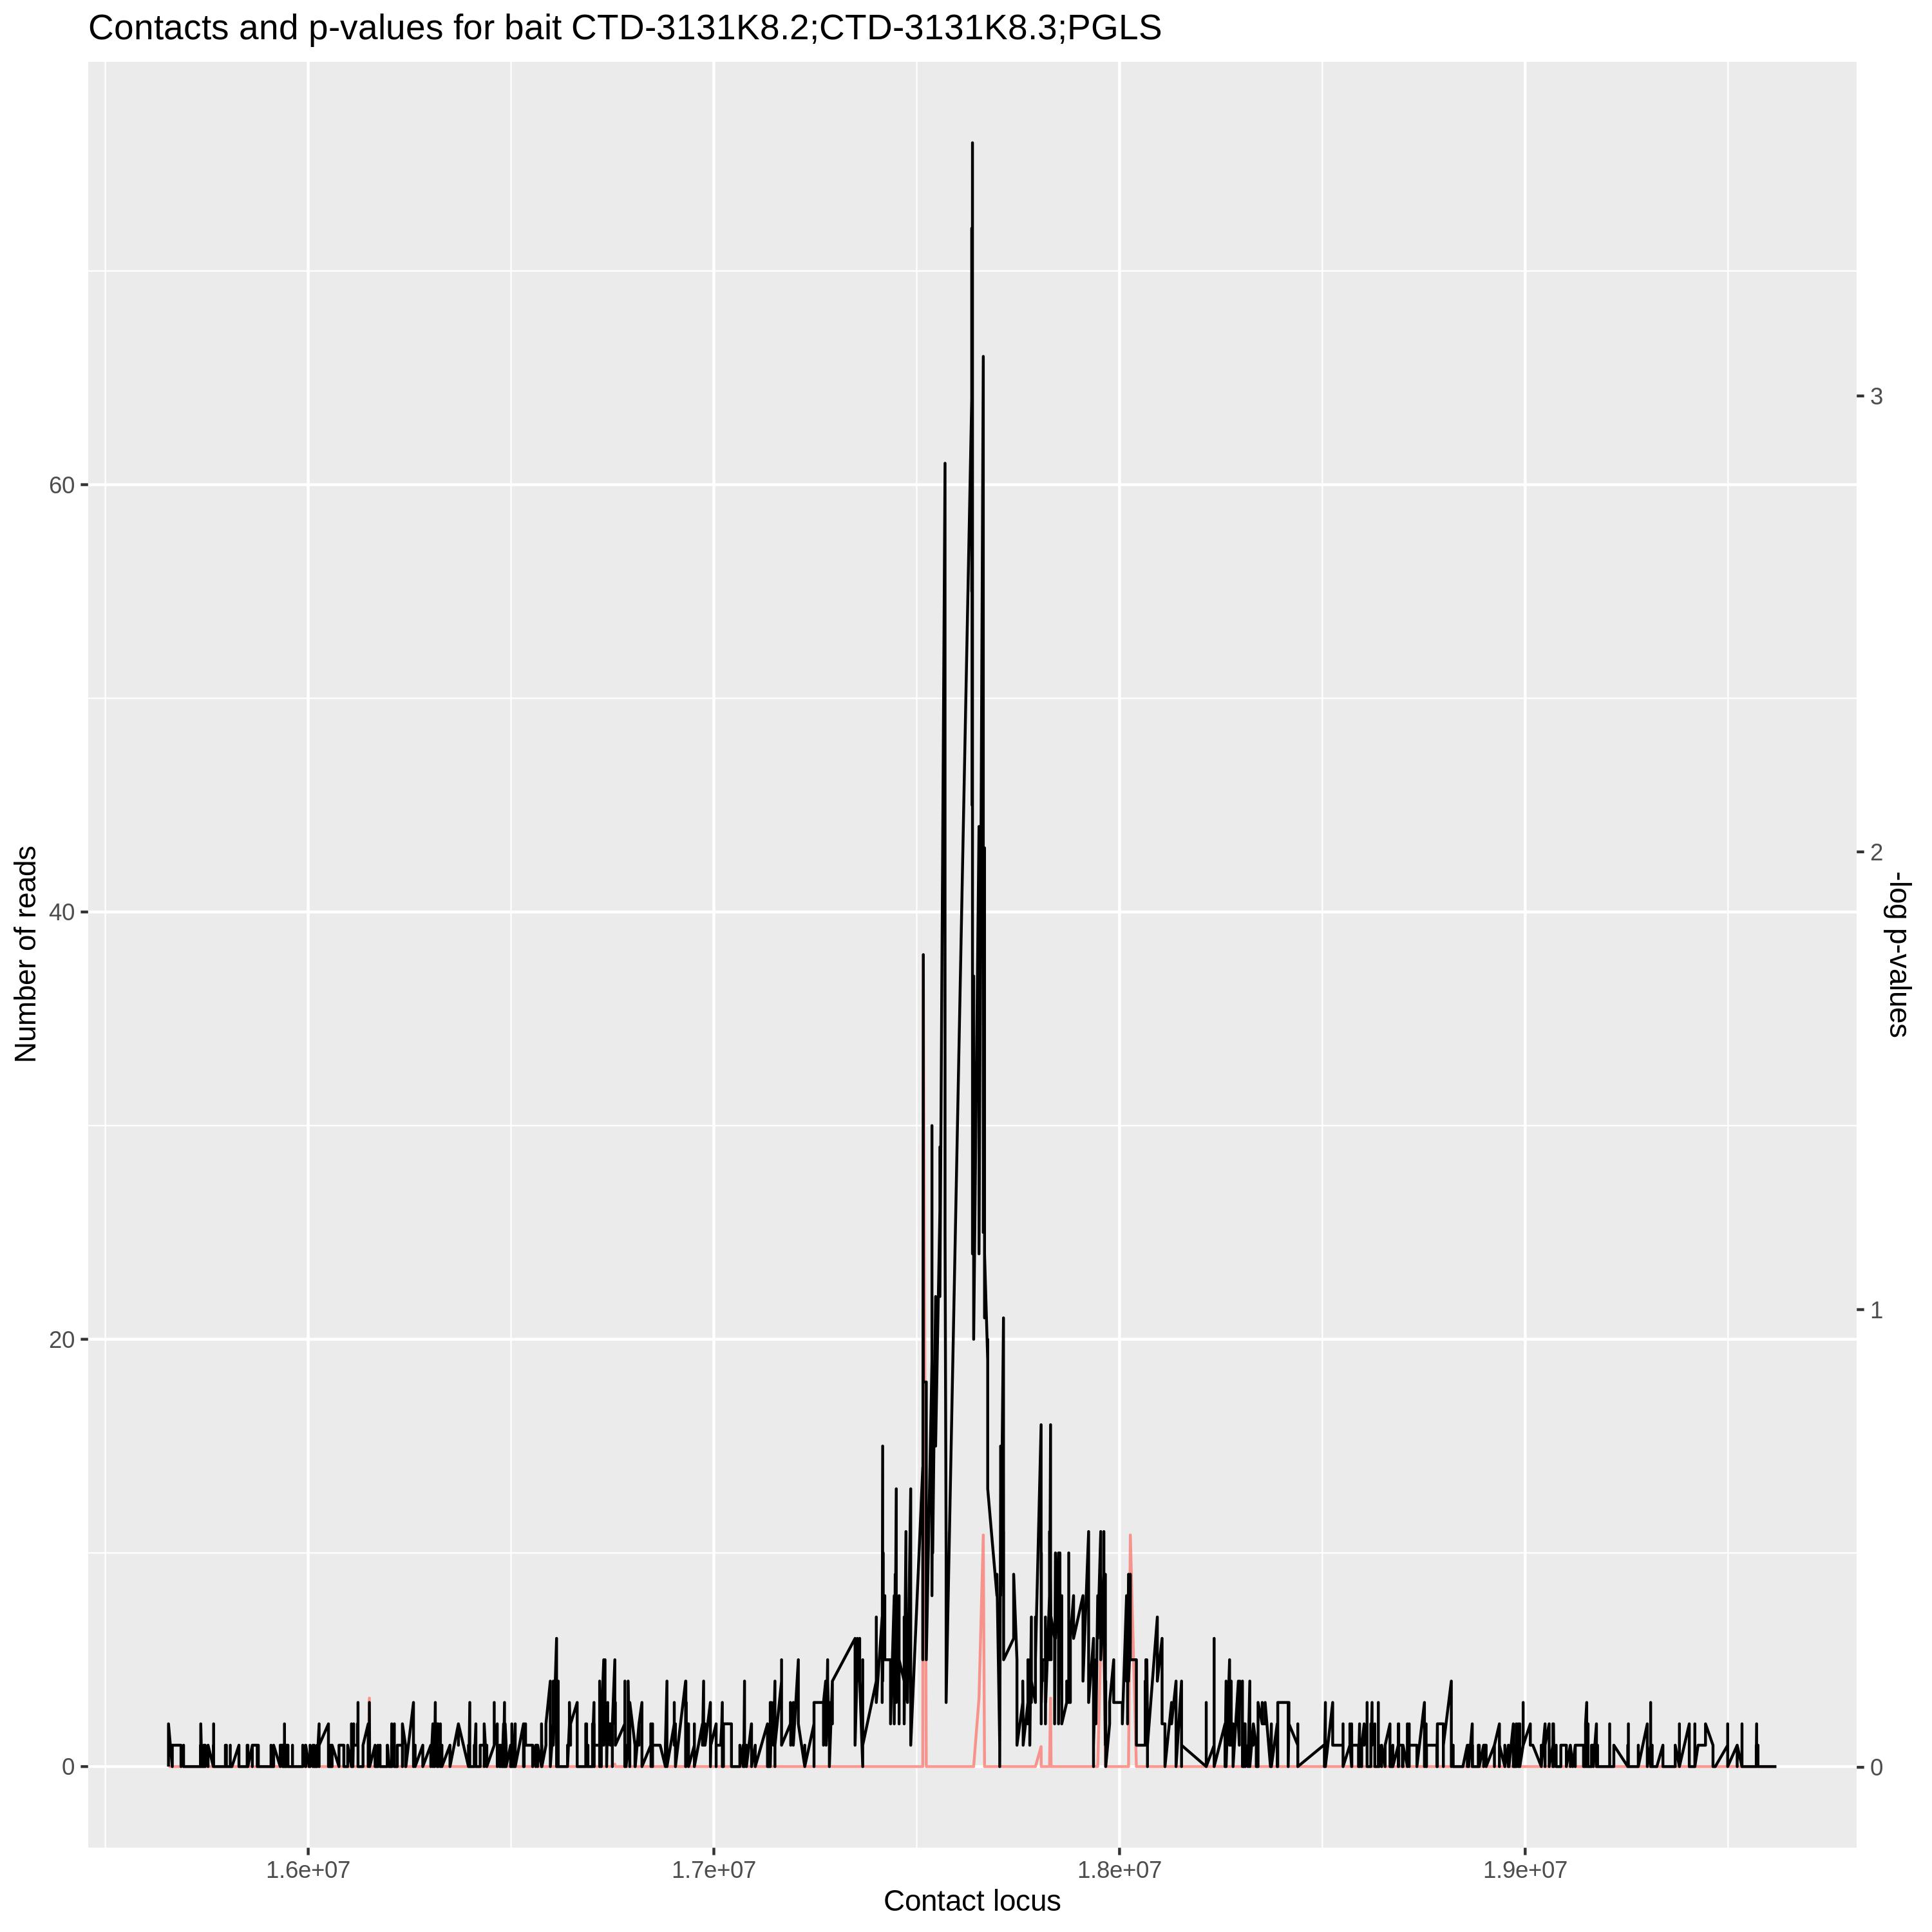 Contacts and p-values for bait CTD-3131K8.2;CTD-3131K8.3;PGLS
Number of reads
60
40
20
0
3
2
1
0
-log p-values
1.6e+07 1.7e+07 1.8e+07 1.9e+07
Contact locus